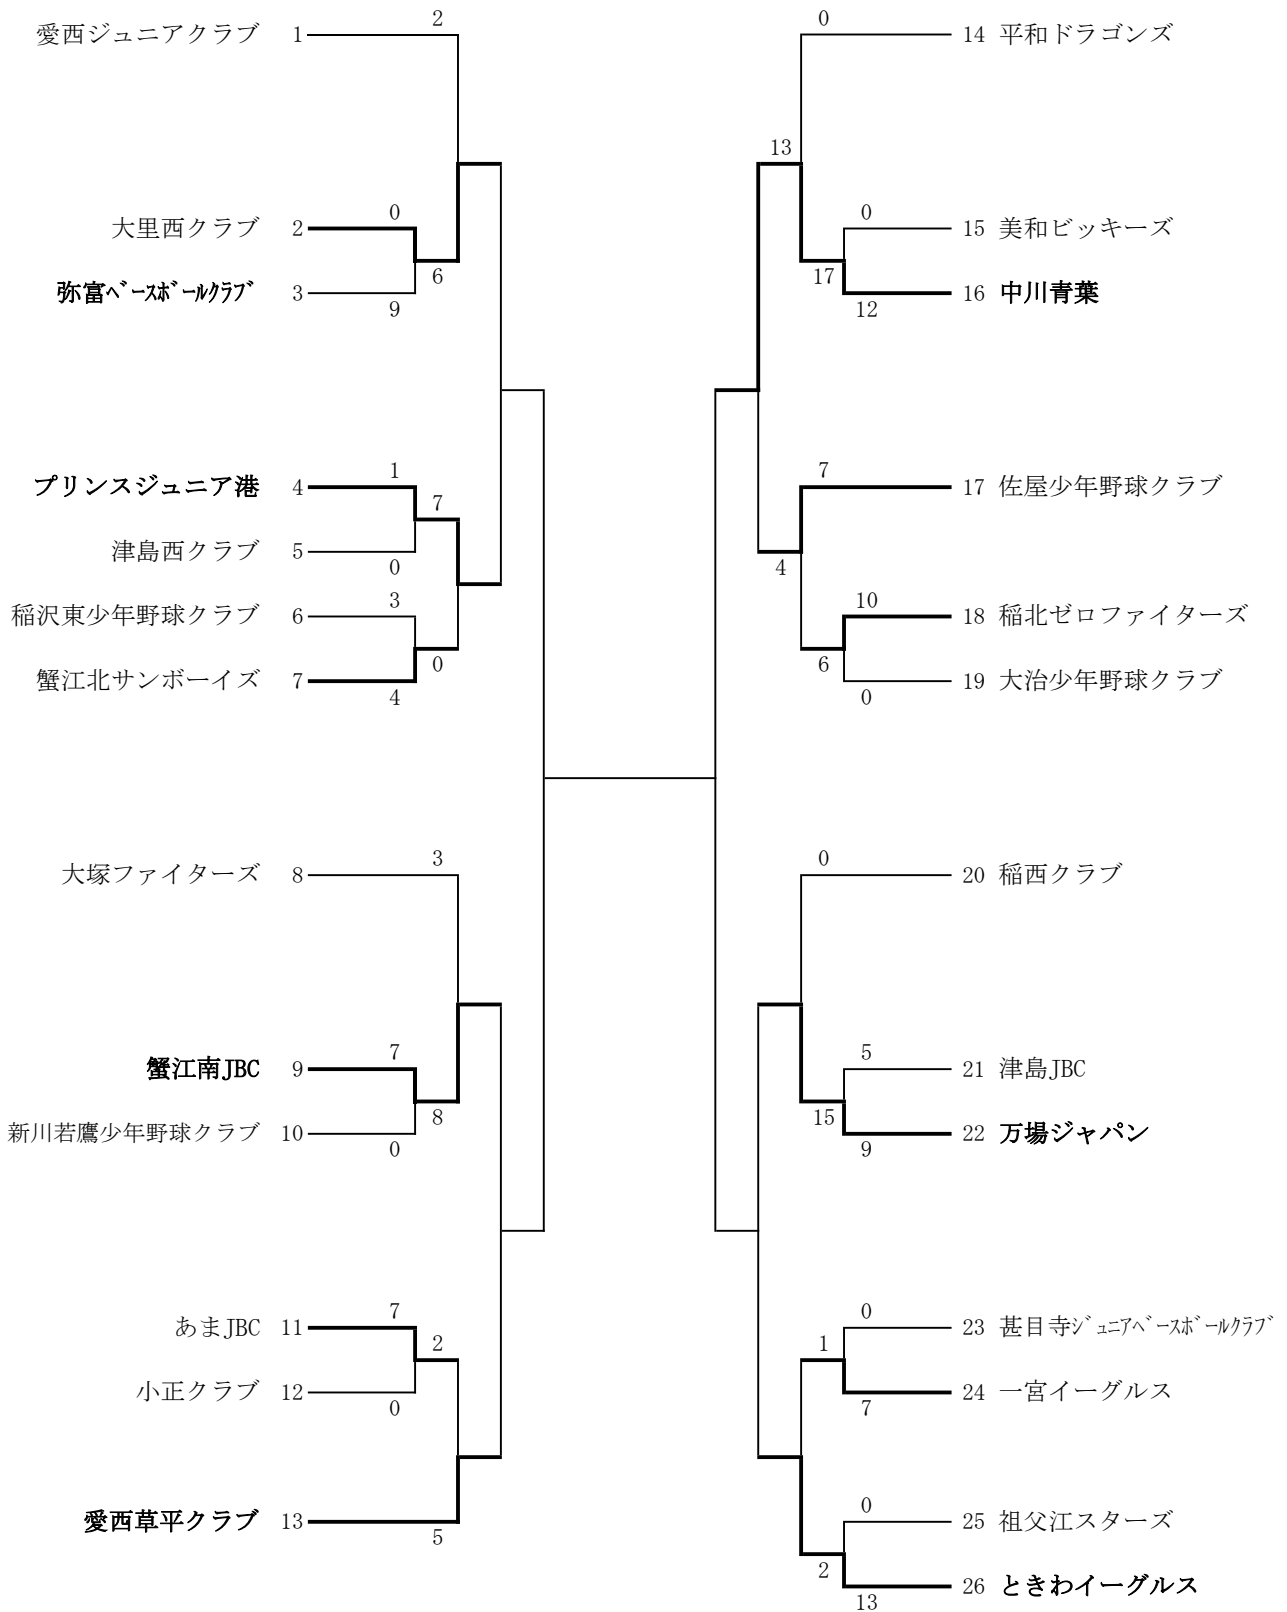 愛西ジュニアクラブ 1
2
大里西クラブ 2
0
6
弥富ﾍﾞｰｽﾎﾞｰﾙｸﾗﾌﾞ 3
9
プリンスジュニア港 4
1
7
津島西クラブ 5
0
稲沢東少年野球クラブ 6
3
0
蟹江北サンボーイズ 7
4
大塚ファイターズ 8
3
蟹江南JBC 9
7
8
新川若鷹少年野球クラブ 10
0
あまJBC 11
7
2
小正クラブ 12
0
愛西草平クラブ 13
5
0
14 平和ドラゴンズ
13
0
15 美和ビッキーズ
17
16 中川青葉
12
7
17 佐屋少年野球クラブ
4
10
18 稲北ゼロファイターズ
6
19 大治少年野球クラブ
0
0
20 稲西クラブ
5
21 津島JBC
15
22 万場ジャパン
9
0
23 甚目寺ｼﾞｭﾆｱﾍﾞｰｽﾎﾞｰﾙｸﾗﾌﾞ
1
24 一宮イーグルス
7
0
25 祖父江スターズ
2
26 ときわイーグルス
13